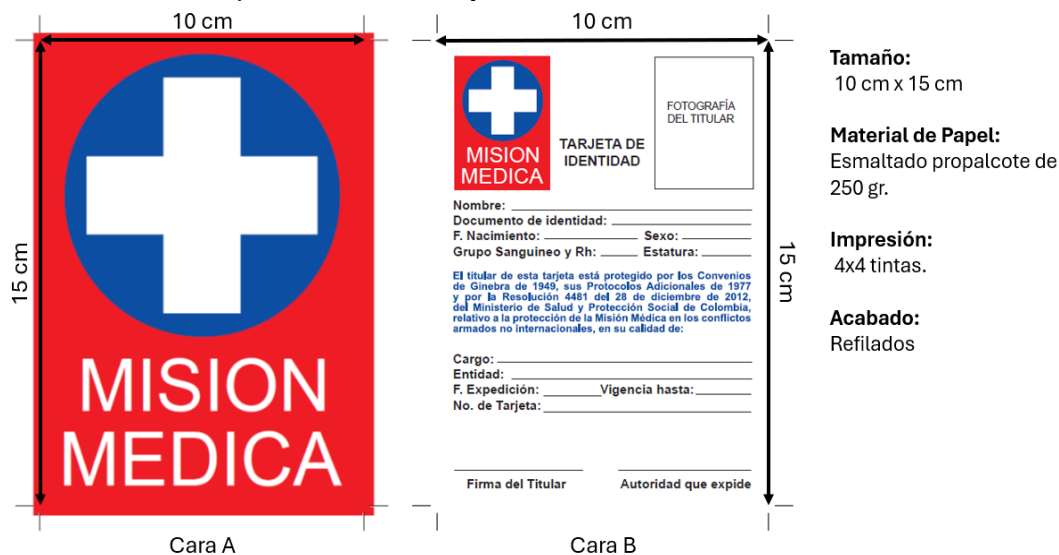 10 cm
15 cm
MISION
MEDICA
Cara A
10 cm
15 cm
MISION
MEDICA
TARJETA DE
IDENTIDAD
FOTOGRAFÍA
DEL TITULAR
Nombre:
Documento de identidad:
F. Nacimiento: Sexo:
Grupo Sanguineo y Rh: Estatura:
El titular de esta tarjeta está protegido por los Convenios
de Ginebra de 1949, sus Protocolos Adicionales de 1977
y por la Resolución 4481 del 28 de diciembre de 2012,
del Ministerio de Salud y Protección Social de Colombia,
relativo a la protección de la Misión Médica en los conflictos
armados no internacionales, en su calidad de:
Cargo:
Entidad:
F. Expedición: Vigencia hasta:
No. de Tarjeta:
Firma del Titular Autoridad que expide
Cara B
Tamaño:
10 cm x 15 cm
Material de Papel:
Esmaltado propalcote de
250 gr.
Impresión:
4x4 tintas.
Acabado:
Refilados